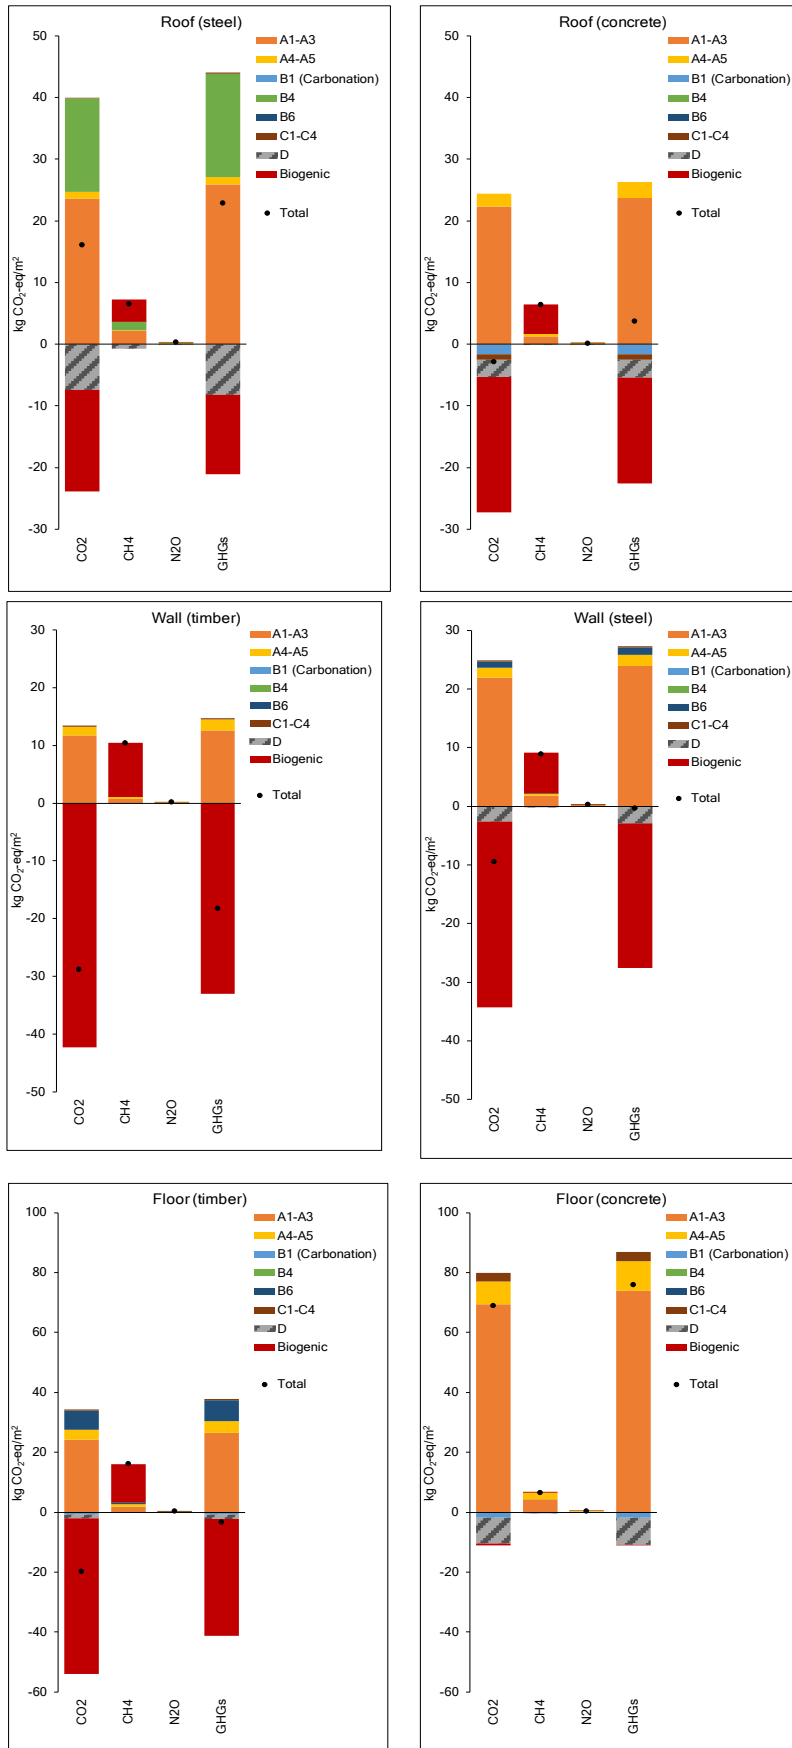 Roof (steel)
50
40
30
20
10
0
-10
-20
-30
kg CO₂-eq/m²
CO2
CH4
N2O
GHGs
A1-A3
A4-A5
B1 (Carbonation)
B4
B6
C1-C4
D
Biogenic
Total
Roof (concrete)
50
40
30
20
10
0
-10
-20
-30
kg CO₂-eq/m²
CO2
CH4
N2O
GHGs
A1-A3
A4-A5
B1 (Carbonation)
B4
B6
C1-C4
D
Biogenic
Total
Wall (timber)
30
20
10
0
-10
-20
-30
-40
-50
kg CO₂-eq/m²
CO2
CH4
N2O
GHGs
A1-A3
A4-A5
B1 (Carbonation)
B4
B6
C1-C4
D
Biogenic
Total
Wall (steel)
30
20
10
0
-10
-20
-30
-40
-50
kg CO₂-eq/m²
CO2
CH4
N2O
GHGs
A1-A3
A4-A5
B1 (Carbonation)
B4
B6
C1-C4
D
Biogenic
Total
Floor (timber)
100
80
60
40
20
0
-20
-40
-60
kg CO₂-eq/m²
CO2
CH4
N2O
GHGs
A1-A3
A4-A5
B1 (Carbonation)
B4
B6
C1-C4
D
Biogenic
Total
Floor (concrete)
100
80
60
40
20
0
-20
-40
-60
kg CO₂-eq/m²
CO2
CH4
N2O
GHGs
A1-A3
A4-A5
B1 (Carbonation)
B4
B6
C1-C4
D
Biogenic
Total